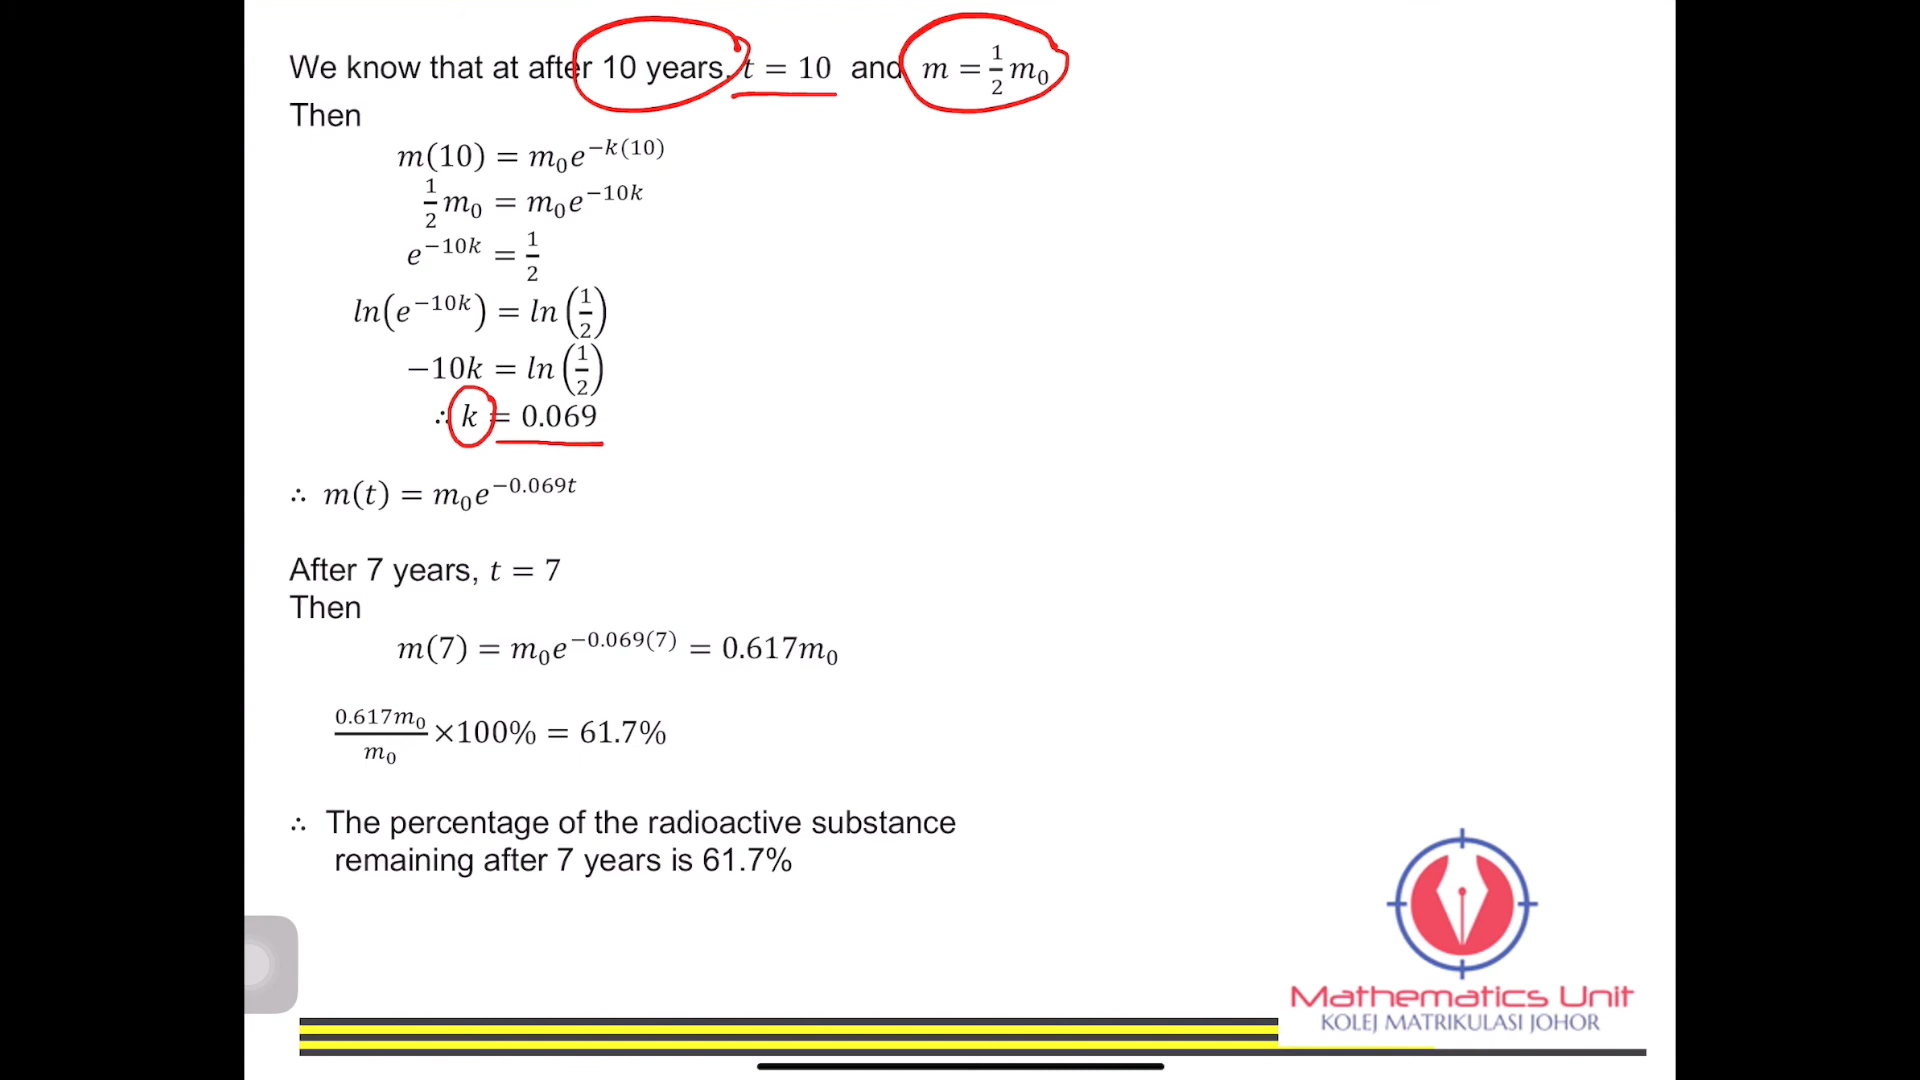 We know that at after 10 years, t = 10 and m = 1/2 m₀
Then
m(10) = m₀e^(−k(10))
1/2 m₀ = m₀e^(−10k)
e^(−10k) = 1/2
ln(e^(−10k)) = ln(1/2)
−10k = ln(1/2)
∴ k = 0.069
∴ m(t) = m₀e^(−0.069t)
After 7 years, t = 7
Then
m(7) = m₀e^(−0.069(7)) = 0.617m₀
0.617m₀/m₀ ×100% = 61.7%
∴ The percentage of the radioactive substance
remaining after 7 years is 61.7%
Mathematics Unit
KOLEJ MATRIKULASI JOHOR